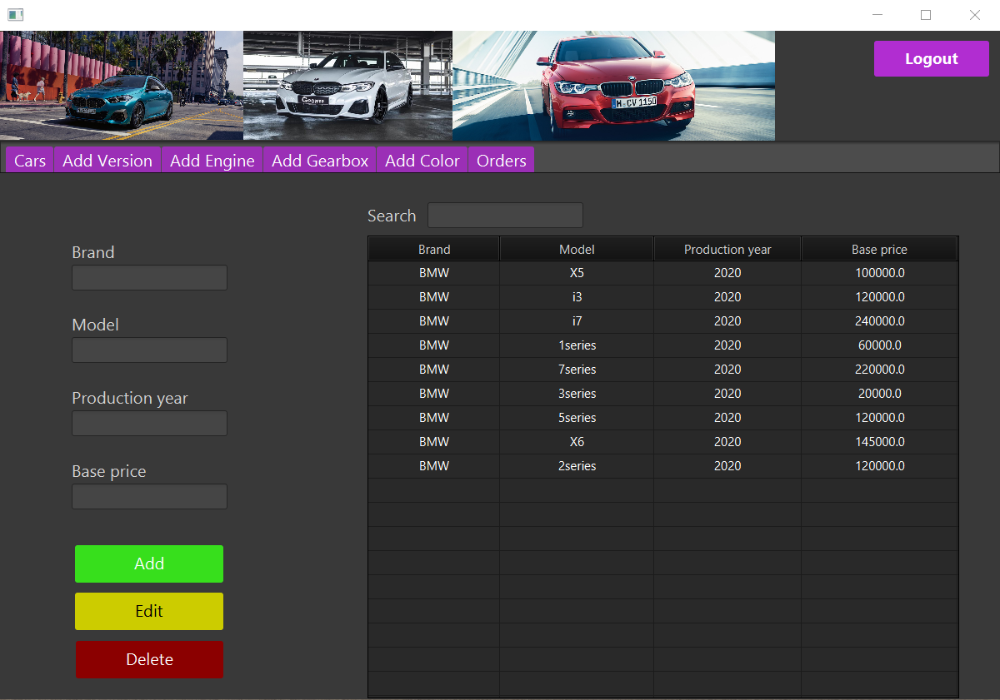 Logout
M-CV 1150
Cars Add Version Add Engine Add Gearbox Add Color Orders
Search
Brand
Model
Production year
Base price
Add
Edit
Delete
Brand Model Production year Base price
BMW X5 2020 100000.0
BMW i3 2020 120000.0
BMW i7 2020 240000.0
BMW 1series 2020 60000.0
BMW 7series 2020 220000.0
BMW 3series 2020 20000.0
BMW 5series 2020 120000.0
BMW X6 2020 145000.0
BMW 2series 2020 120000.0